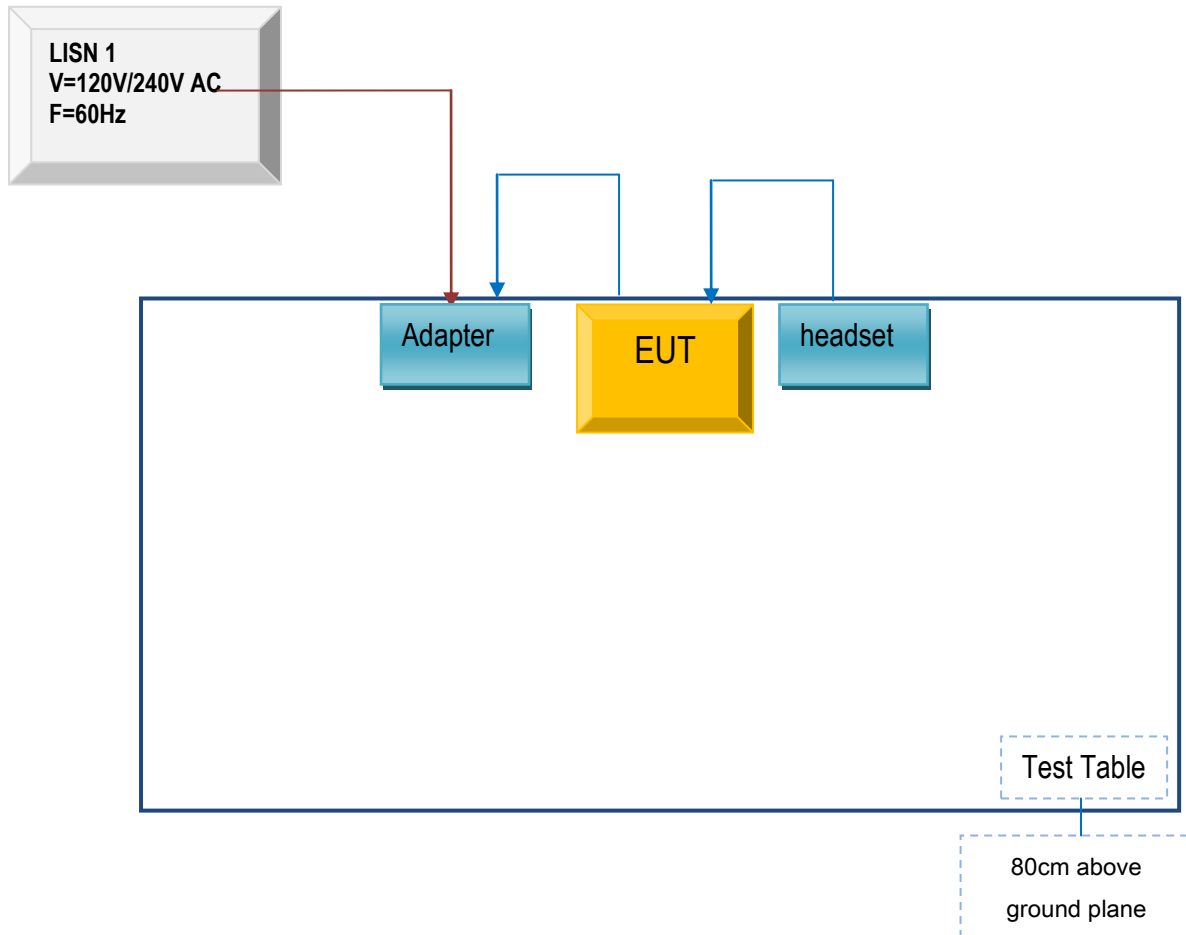 LISN 1
V=120V/240V AC
F=60Hz
Adapter
EUT
headset
Test Table
80cm above
ground plane